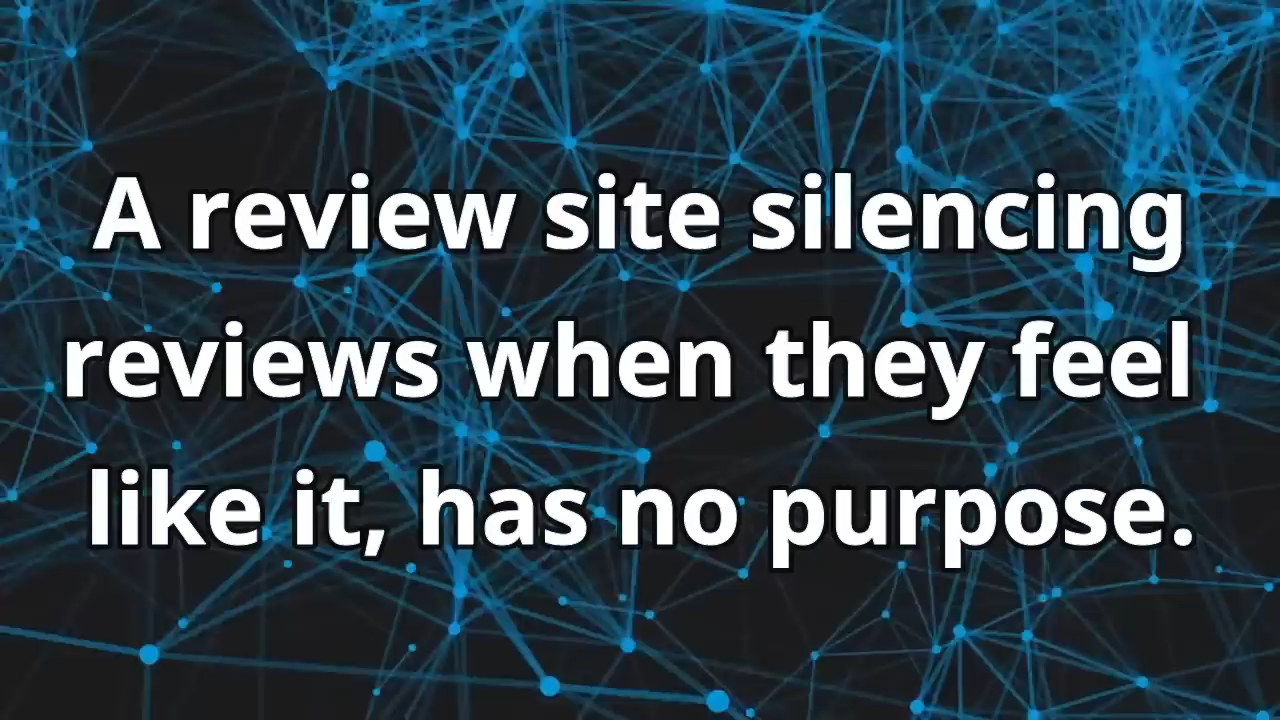 A review site silencing
reviews when they feel
like it, has no purpose.